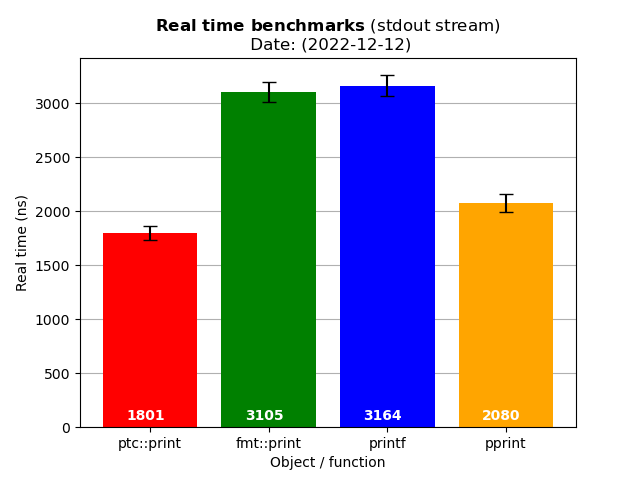 Real time benchmarks (stdout stream)
Date: (2022-12-12)
Real time (ns)
3000
2500
2000
1500
1000
500
0
1801
3105
3164
2080
ptc::print
fmt::print
printf
pprint
Object / function